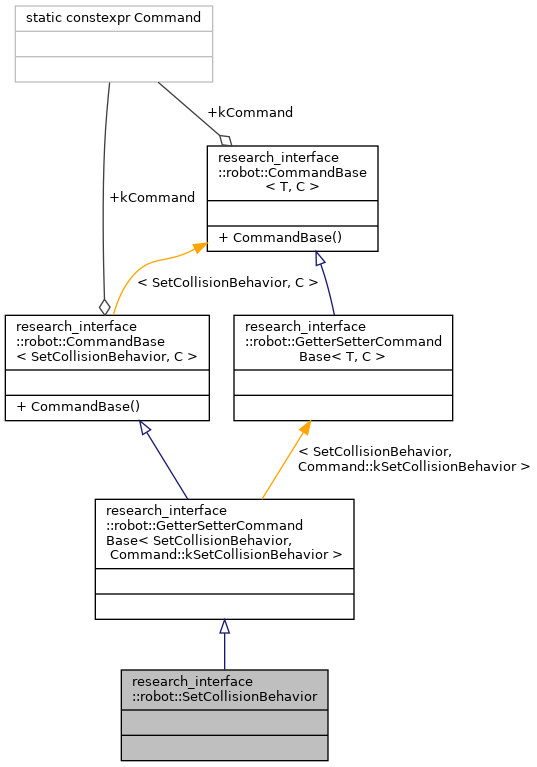 static constexpr Command
+kCommand
research_interface
::robot::CommandBase
< T, C >
+ CommandBase()
+kCommand
< SetCollisionBehavior, C >
research_interface
::robot::CommandBase
< SetCollisionBehavior, C >
+ CommandBase()
research_interface
::robot::GetterSetterCommand
Base< T, C >
< SetCollisionBehavior,
Command::kSetCollisionBehavior >
research_interface
::robot::GetterSetterCommand
Base< SetCollisionBehavior,
Command::kSetCollisionBehavior >
research_interface
::robot::SetCollisionBehavior